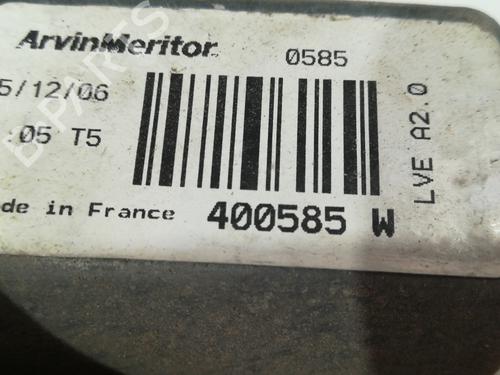 ArvinMeritor 0585
5/12/06
05 T5
de in France 400585 W
LVE A2.0